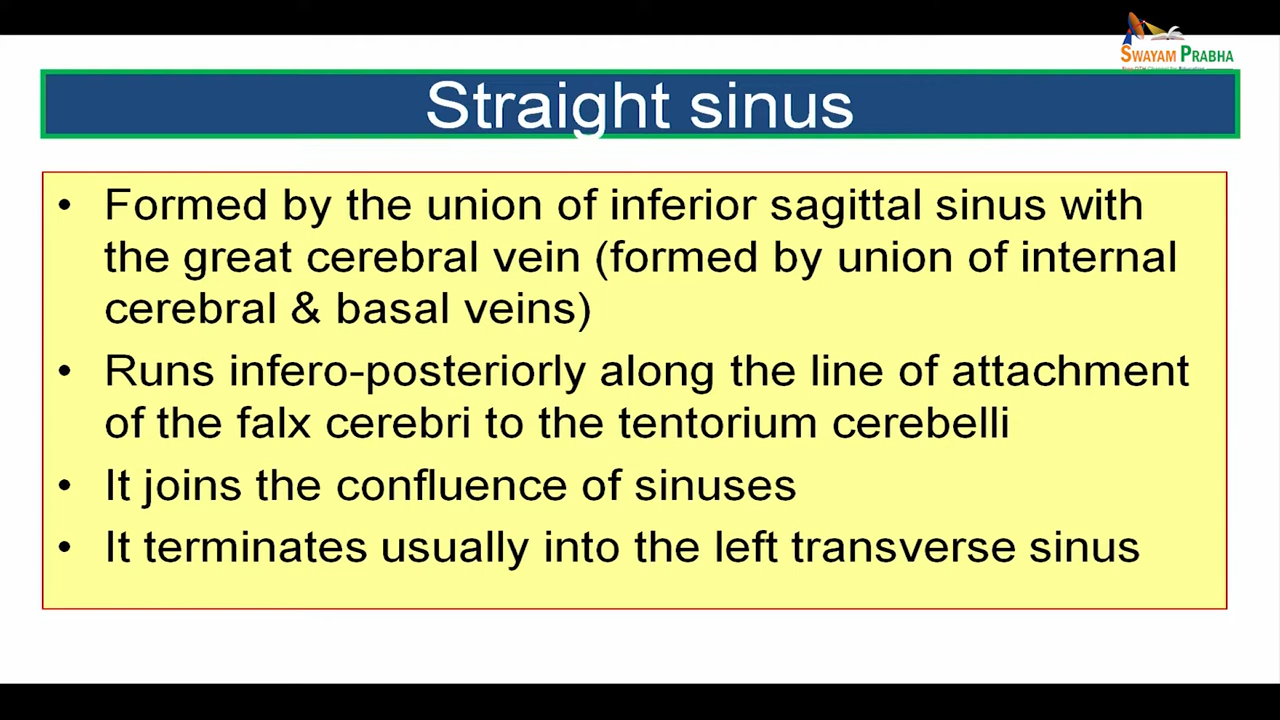 SWAYAM PRABHA
Straight sinus
• Formed by the union of inferior sagittal sinus with
the great cerebral vein (formed by union of internal
cerebral & basal veins)
• Runs infero-posteriorly along the line of attachment
of the falx cerebri to the tentorium cerebelli
• It joins the confluence of sinuses
• It terminates usually into the left transverse sinus